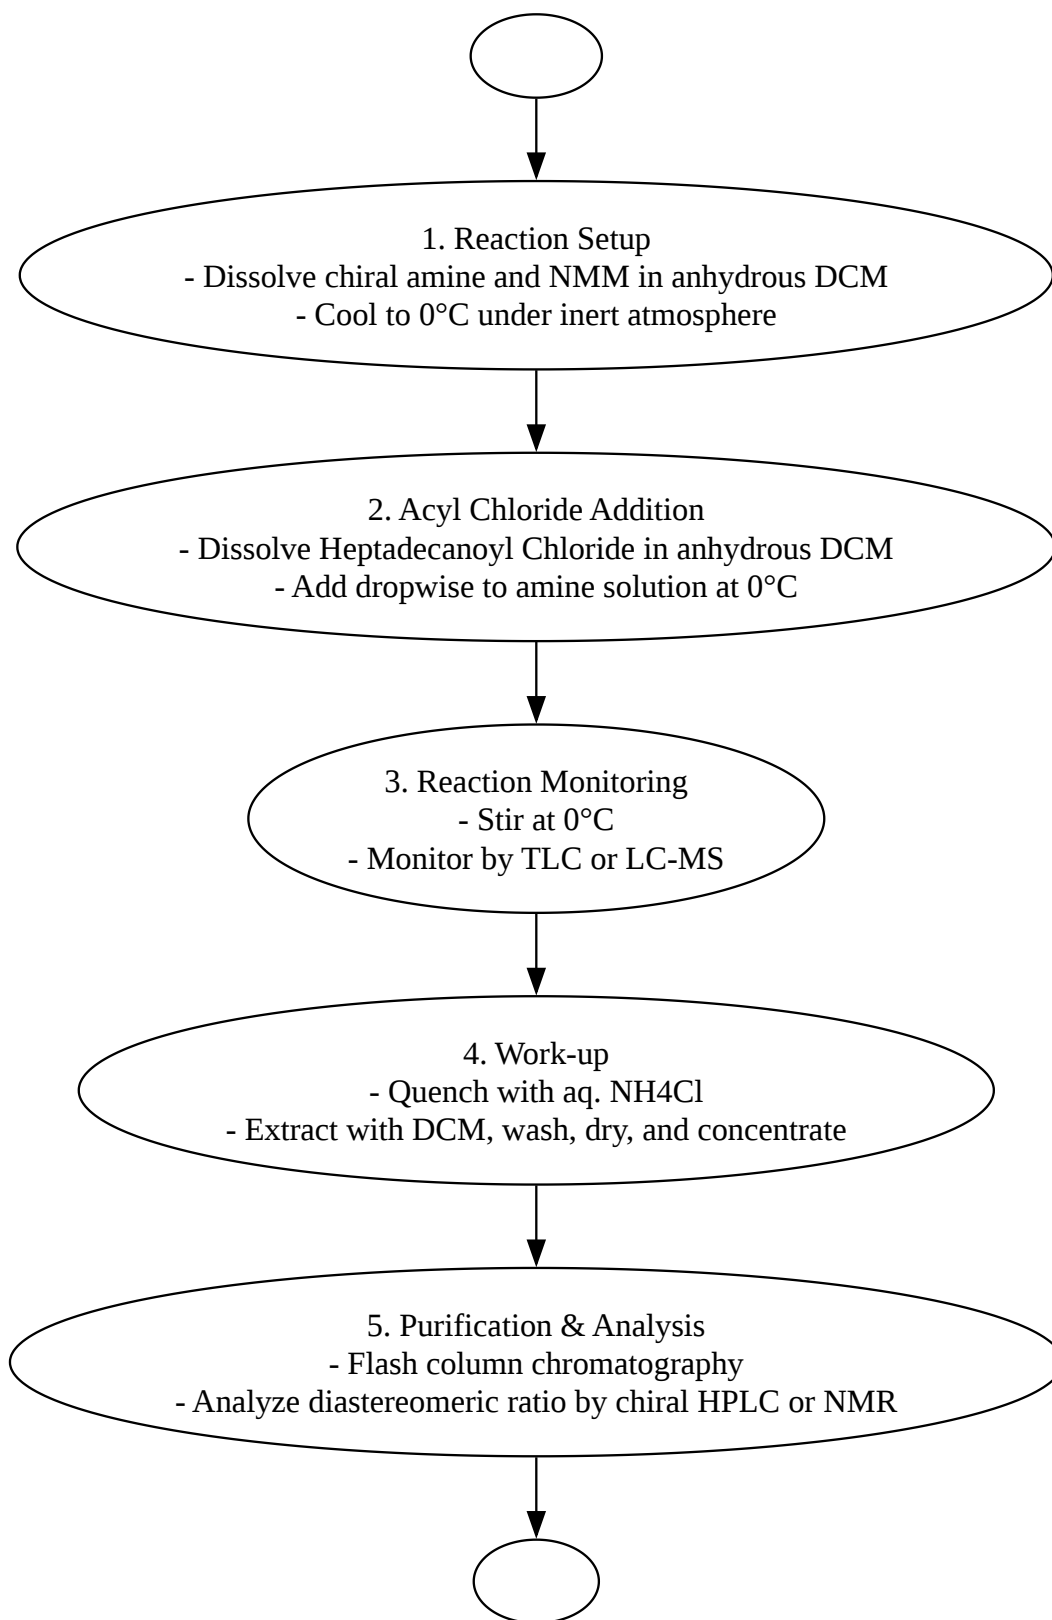 1. Reaction Setup
- Dissolve chiral amine and NMM in anhydrous DCM
- Cool to 0°C under inert atmosphere
2. Acyl Chloride Addition
- Dissolve Heptadecanoyl Chloride in anhydrous DCM
- Add dropwise to amine solution at 0°C
3. Reaction Monitoring
- Stir at 0°C
- Monitor by TLC or LC-MS
4. Work-up
- Quench with aq. NH4Cl
- Extract with DCM, wash, dry, and concentrate
5. Purification & Analysis
- Flash column chromatography
- Analyze diastereomeric ratio by chiral HPLC or NMR